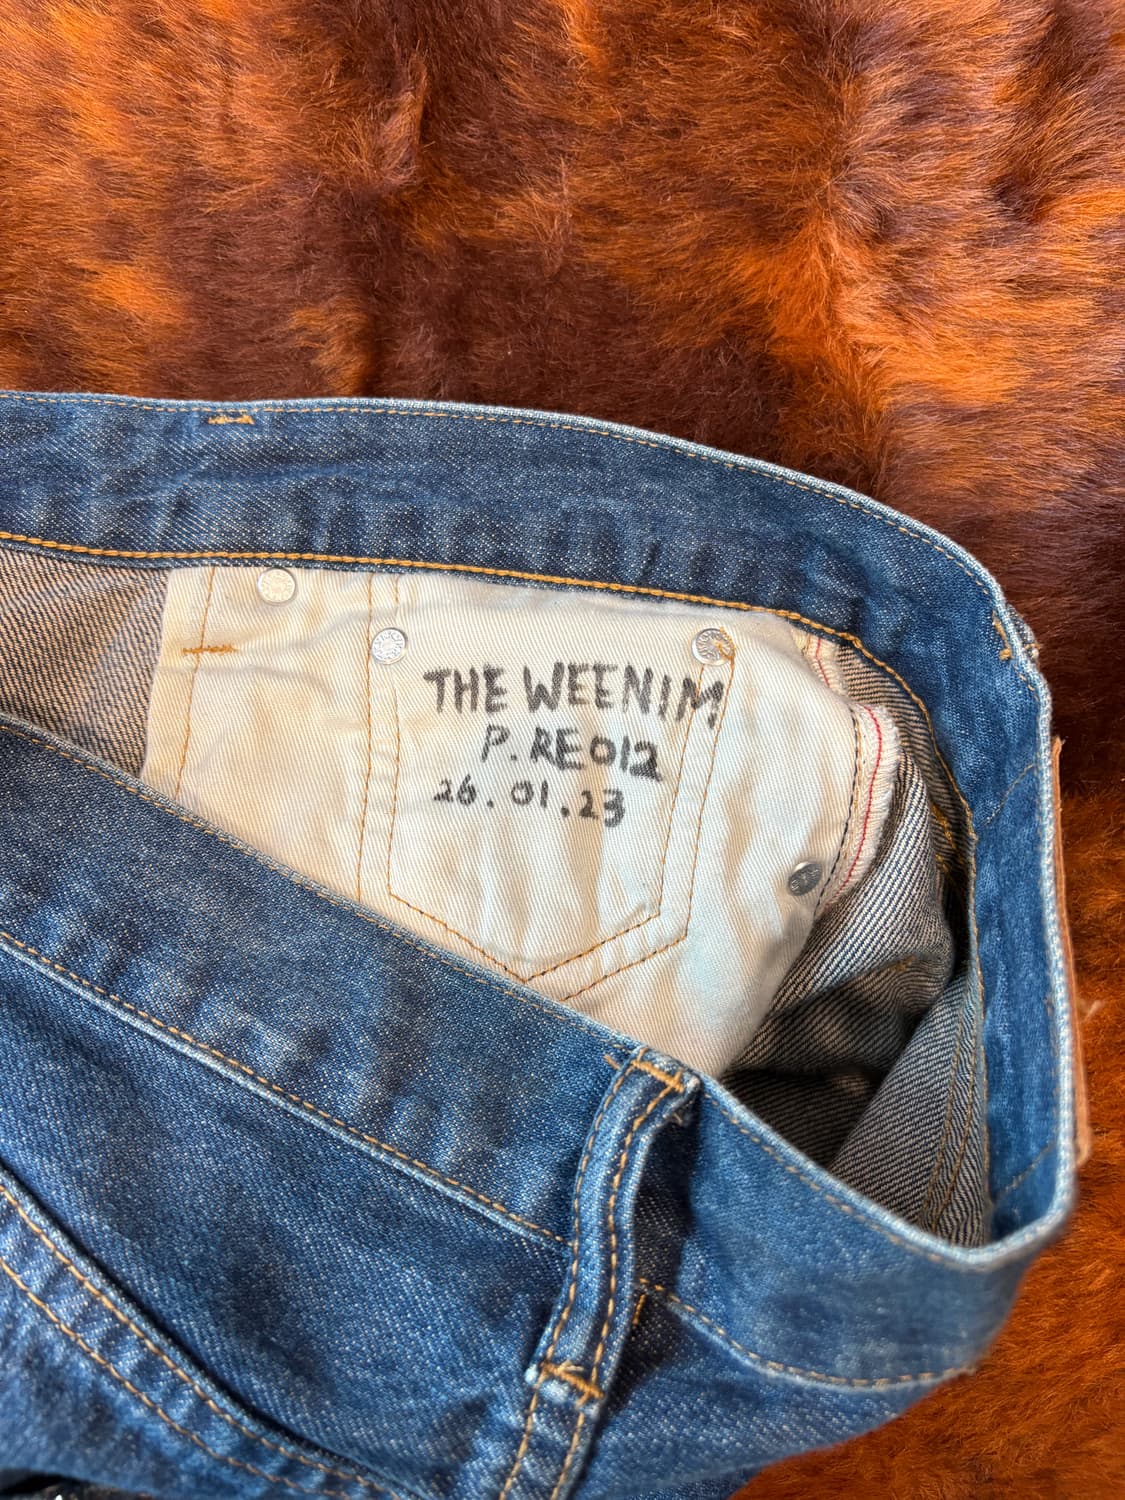 THE WEENIM
P.RE012
26.01.23